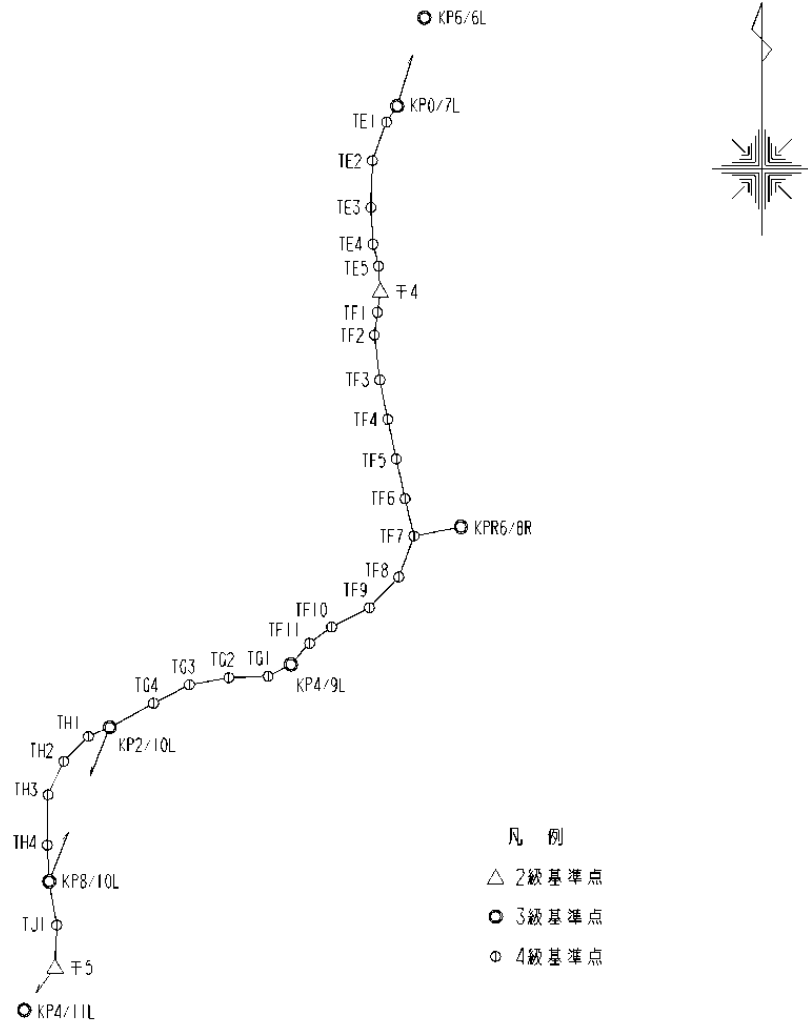 KP6/6L
KP0/7L
TE1
TE2
TE3
TE4
TE5
干4
TF1
TF2
TF3
TF4
TF5
TF6
TF7
KPR6/8R
TF8
TF9
TF10
TF11
KP4/9L
TG1
TG2
TG3
TG4
KP2/10L
TH1
TH2
TH3
TH4
KP8/10L
TJ1
干5
KP4/11L
凡 例
2級基準点
3級基準点
4級基準点